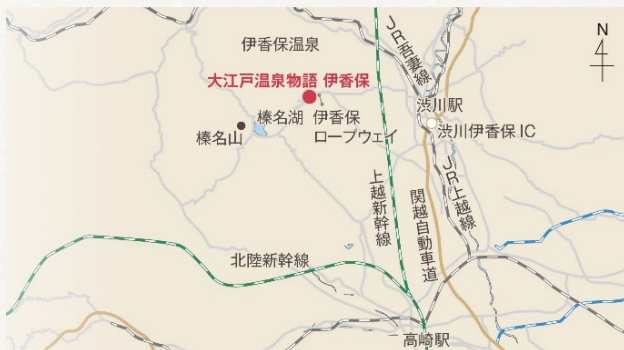 N
伊香保温泉
JR吾妻線
大江戸温泉物語 伊香保
渋川駅
榛名湖
伊香保
ロープウェイ
渋川伊香保IC
榛名山
上越新幹線
関越自動車道
JR上越線
北陸新幹線
高崎駅